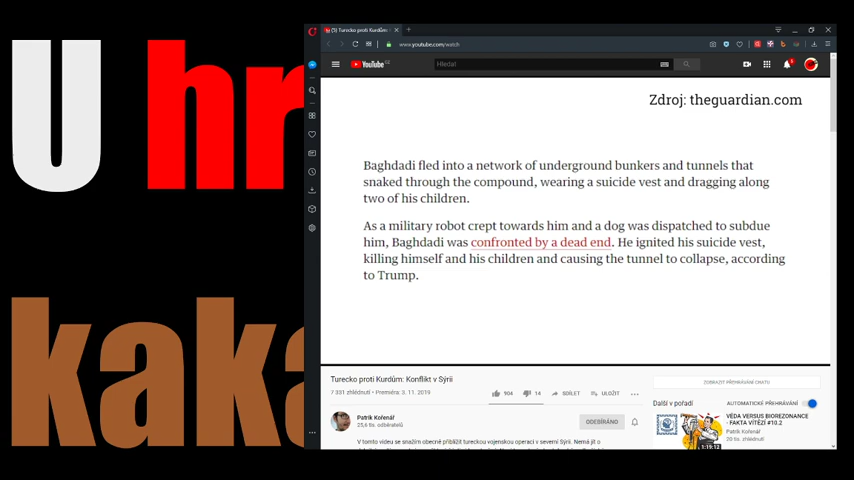 U hr
kaka
(5) Turecko proti Kurdům: K
www.youtube.com/watch
YouTube CZ
Hledat
Zdroj: theguardian.com
Baghdadi fled into a network of underground bunkers and tunnels that
snaked through the compound, wearing a suicide vest and dragging along
two of his children.
As a military robot crept towards him and a dog was dispatched to subdue
him, Baghdadi was confronted by a dead end. He ignited his suicide vest,
killing himself and his children and causing the tunnel to collapse, according
to Trump.
Turecko proti Kurdům: Konflikt v Sýrii
7 331 zhlédnutí • Premiéra: 3. 11. 2019
904
14
SDÍLET
ULOŽIT
ZOBRAZIT PŘEHRÁVÁNÍ CHATU
Další v pořadí
AUTOMATICKÉ PŘEHRÁVÁNÍ
Patrik Kořenář
25,6 tis. odběratelů
ODEBÍRÁNO
V tomto videu se snažím obecně přiblížit tureckou vojenskou operaci v severní Sýrii. Nemá jít o
VĚDA VERSUS BIOREZONANCE
- FAKTA VÍTĚZÍ #10.2
Patrik Kořenář
20 tis. zhlédnutí
1:19:12